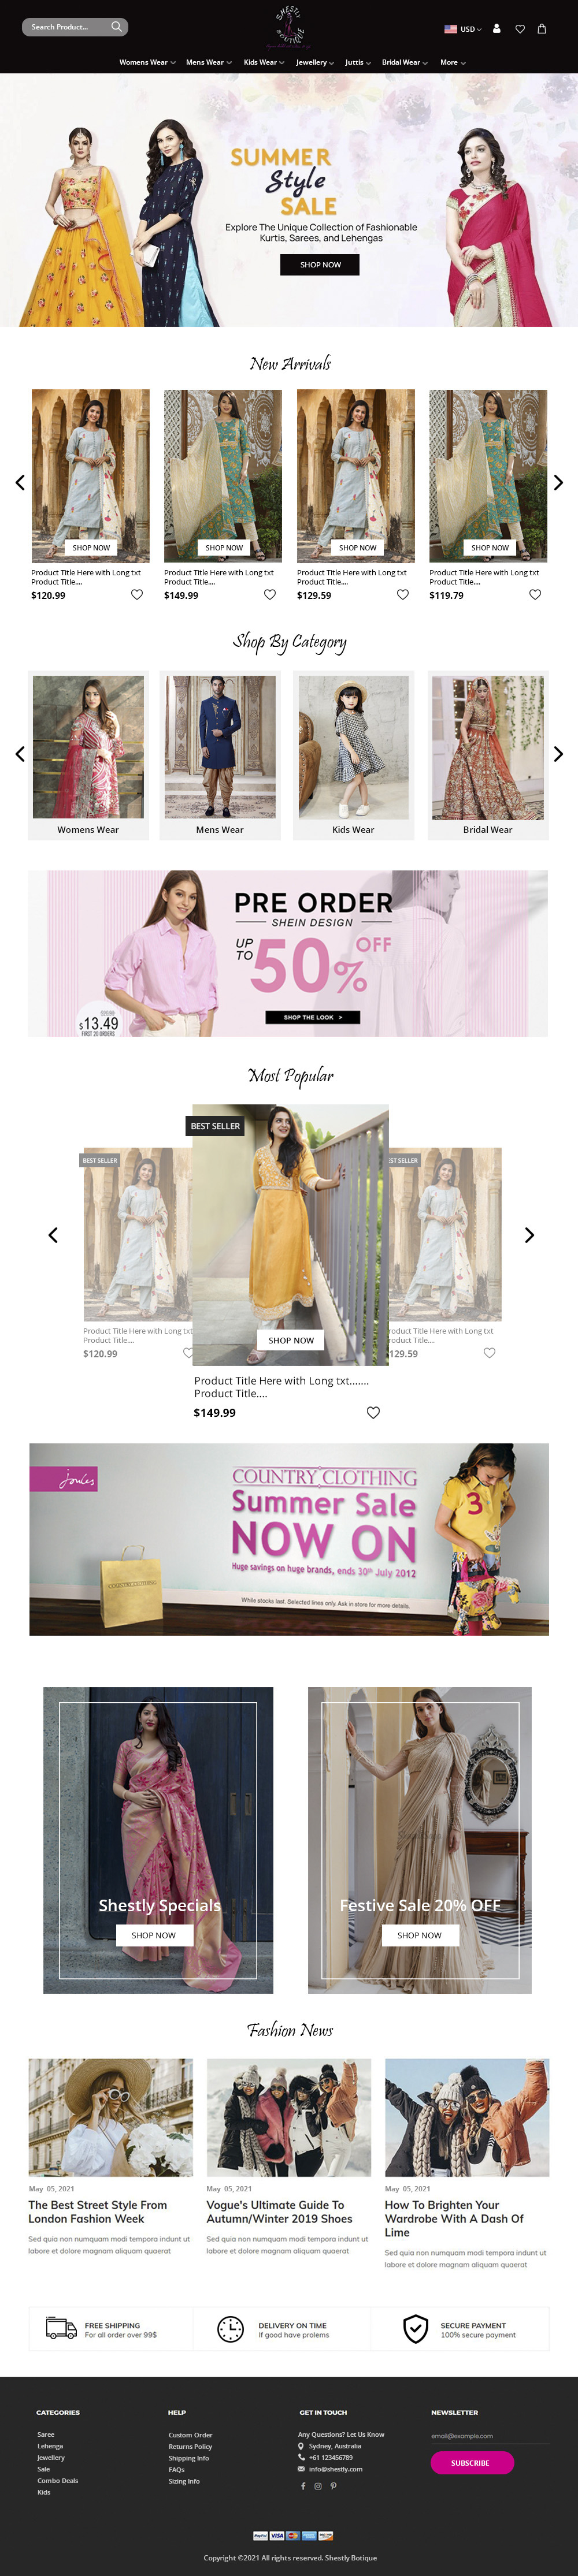 Search Product...
SHESTLY
BOTIQUE
USD
Womens Wear
Mens Wear
Kids Wear
Jewellery
Juttis
Bridal Wear
More
SUMMER
Style
SALE
Explore The Unique Collection of Fashionable
Kurtis, Sarees, and Lehengas
SHOP NOW
New Arrivals
SHOP NOW
SHOP NOW
SHOP NOW
SHOP NOW
Product Title Here with Long txt
Product Title....
$120.99
Product Title Here with Long txt
Product Title....
$149.99
Product Title Here with Long txt
Product Title....
$129.59
Product Title Here with Long txt
Product Title....
$119.79
Shop By Category
Womens Wear
Mens Wear
Kids Wear
Bridal Wear
PRE ORDER
SHEIN DESIGN
UP TO
50%
OFF
SHOP THE LOOK >
$13.49
FIRST 20 ORDERS
Most Popular
BEST SELLER
BEST SELLER
EST SELLER
SHOP NOW
Product Title Here with Long txt
Product Title....
$120.99
Product Title Here with Long txt.......
Product Title....
$149.99
roduct Title Here with Long txt
roduct Title....
129.59
Joules
COUNTRY CLOTHING
Summer Sale
NOW ON
Huge savings on huge brands, ends 30th July 2012
While stocks last. Selected lines only. Ask in store for more details.
COUNTRY CLOTHING
3
Shestly Specials
SHOP NOW
Festive Sale 20% OFF
SHOP NOW
Fashion News
May 05, 2021
The Best Street Style From
London Fashion Week
Sed quia non numquam modi tempora indunt ut
labore et dolore magnam aliquam quaerat
May 05, 2021
Vogue's Ultimate Guide To
Autumn/Winter 2019 Shoes
Sed quia non numquam modi tempora indunt ut
labore et dolore magnam aliquam quaerat
May 05, 2021
How To Brighten Your
Wardrobe With A Dash Of
Lime
Sed quia non numquam modi tempora indunt ut
labore et dolore magnam aliquam quaerat
FREE SHIPPING
For all order over 99$
DELIVERY ON TIME
If good have prolems
SECURE PAYMENT
100% secure payment
CATEGORIES
Saree
Lehenga
Jewellery
Sale
Combo Deals
Kids
HELP
Custom Order
Returns Policy
Shipping Info
FAQs
Sizing Info
GET IN TOUCH
Any Questions? Let Us Know
Sydney, Australia
+61 123456789
info@shestly.com
NEWSLETTER
email@example.com
SUBSCRIBE
PayPal
VISA
Copyright ©2021 All rights reserved. Shestly Botique